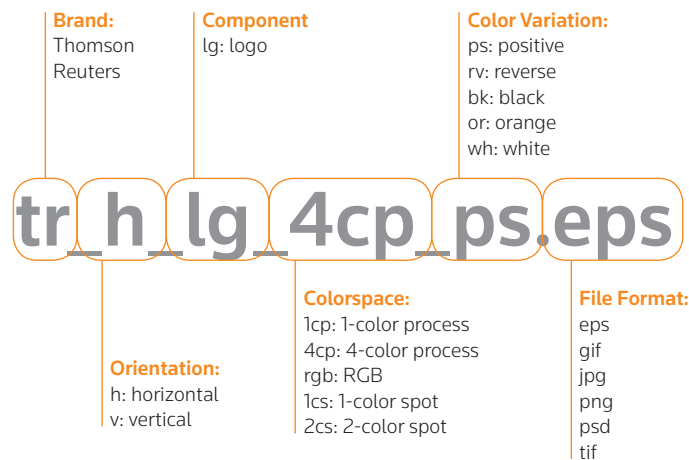 Brand:
Thomson
Reuters
Component
lg: logo
Color Variation:
ps: positive
rv: reverse
bk: black
or: orange
wh: white
tr_h_lg_4cp_ps.eps
Orientation:
h: horizontal
v: vertical
Colorspace:
1cp: 1-color process
4cp: 4-color process
rgb: RGB
1cs: 1-color spot
2cs: 2-color spot
File Format:
eps
gif
jpg
png
psd
tif